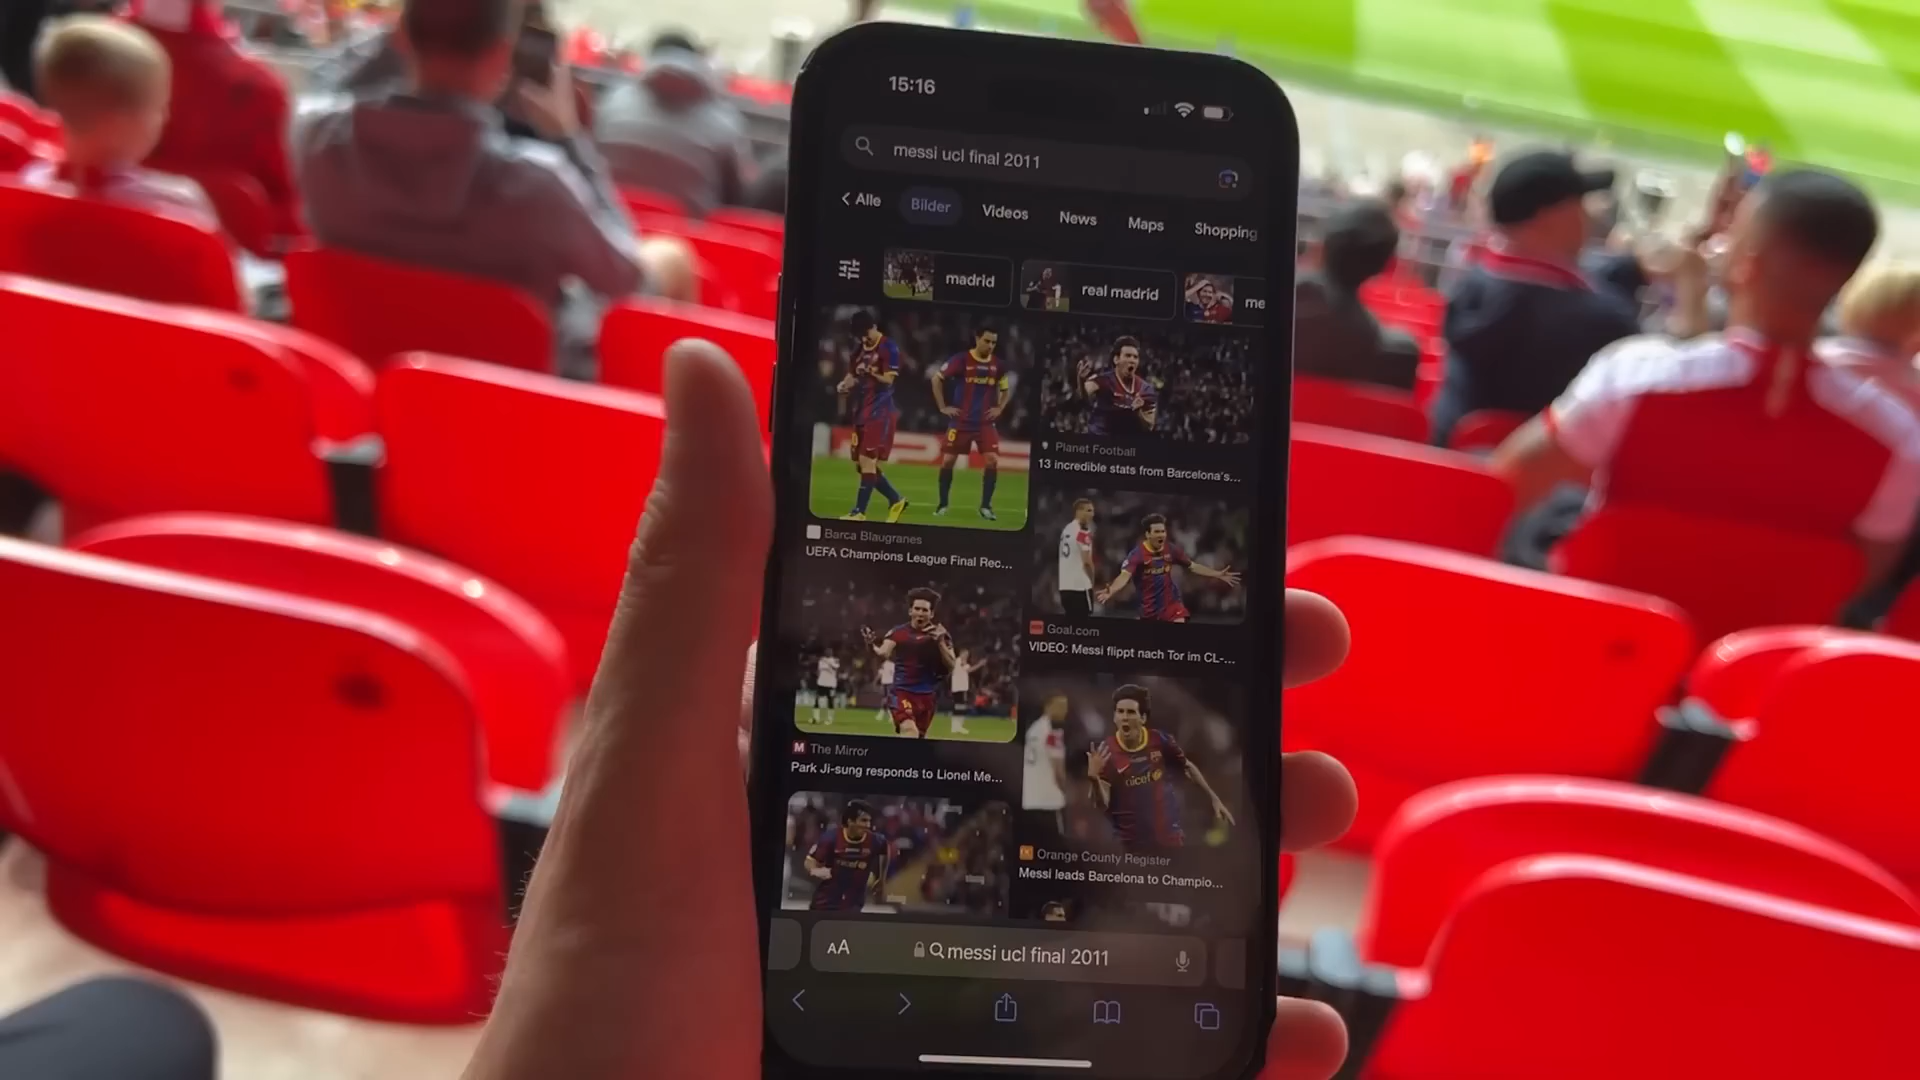 15:16
messi ucl final 2011
Alle Bilder Videos News Maps Shopping
madrid real madrid me
Planet Football
13 incredible stats from Barcelona's...
Barca Blaugranes
UEFA Champions League Final Rec...
Goal.com
VIDEO: Messi flippt nach Tor im CL-...
M The Mirror
Park Ji-sung responds to Lionel Me...
Orange County Register
Messi leads Barcelona to Champio...
AA messi ucl final 2011